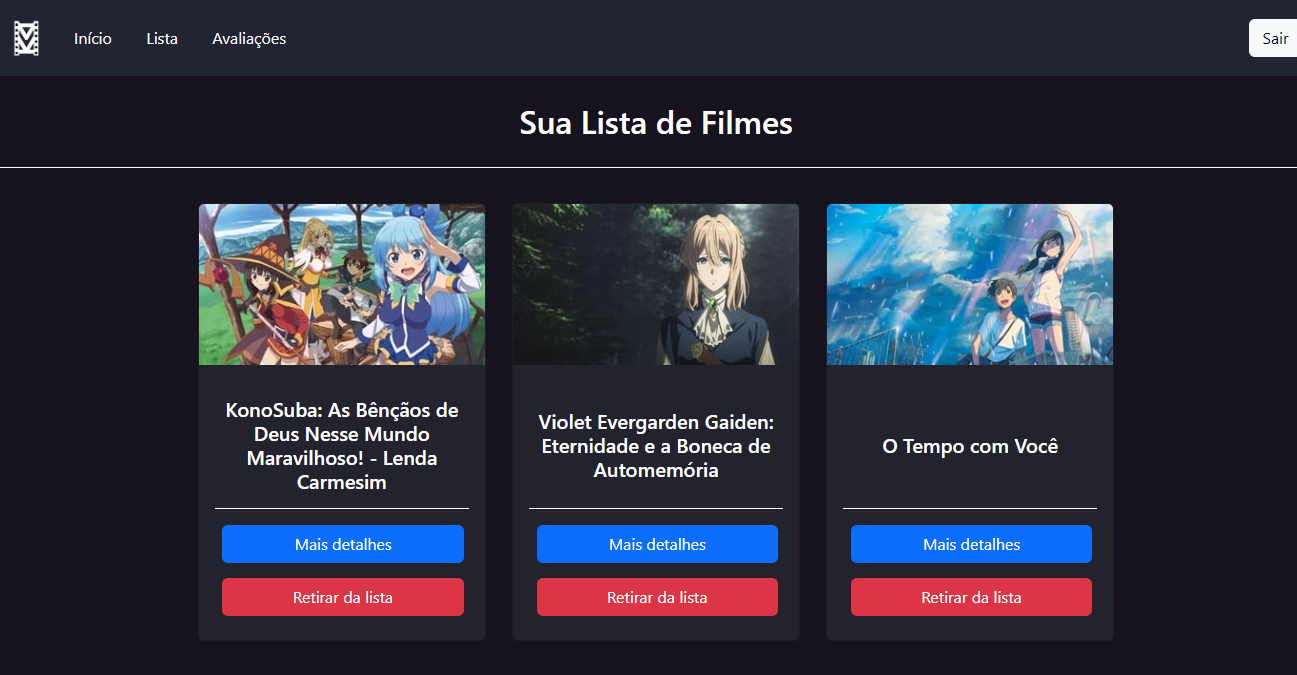 Início
Lista
Avaliações
Sair
Sua Lista de Filmes
KonoSuba: As Bênçãos de
Deus Nesse Mundo
Maravilhoso! - Lenda
Carmesim
Mais detalhes
Retirar da lista
Violet Evergarden Gaiden:
Eternidade e a Boneca de
Automemória
Mais detalhes
Retirar da lista
O Tempo com Você
Mais detalhes
Retirar da lista